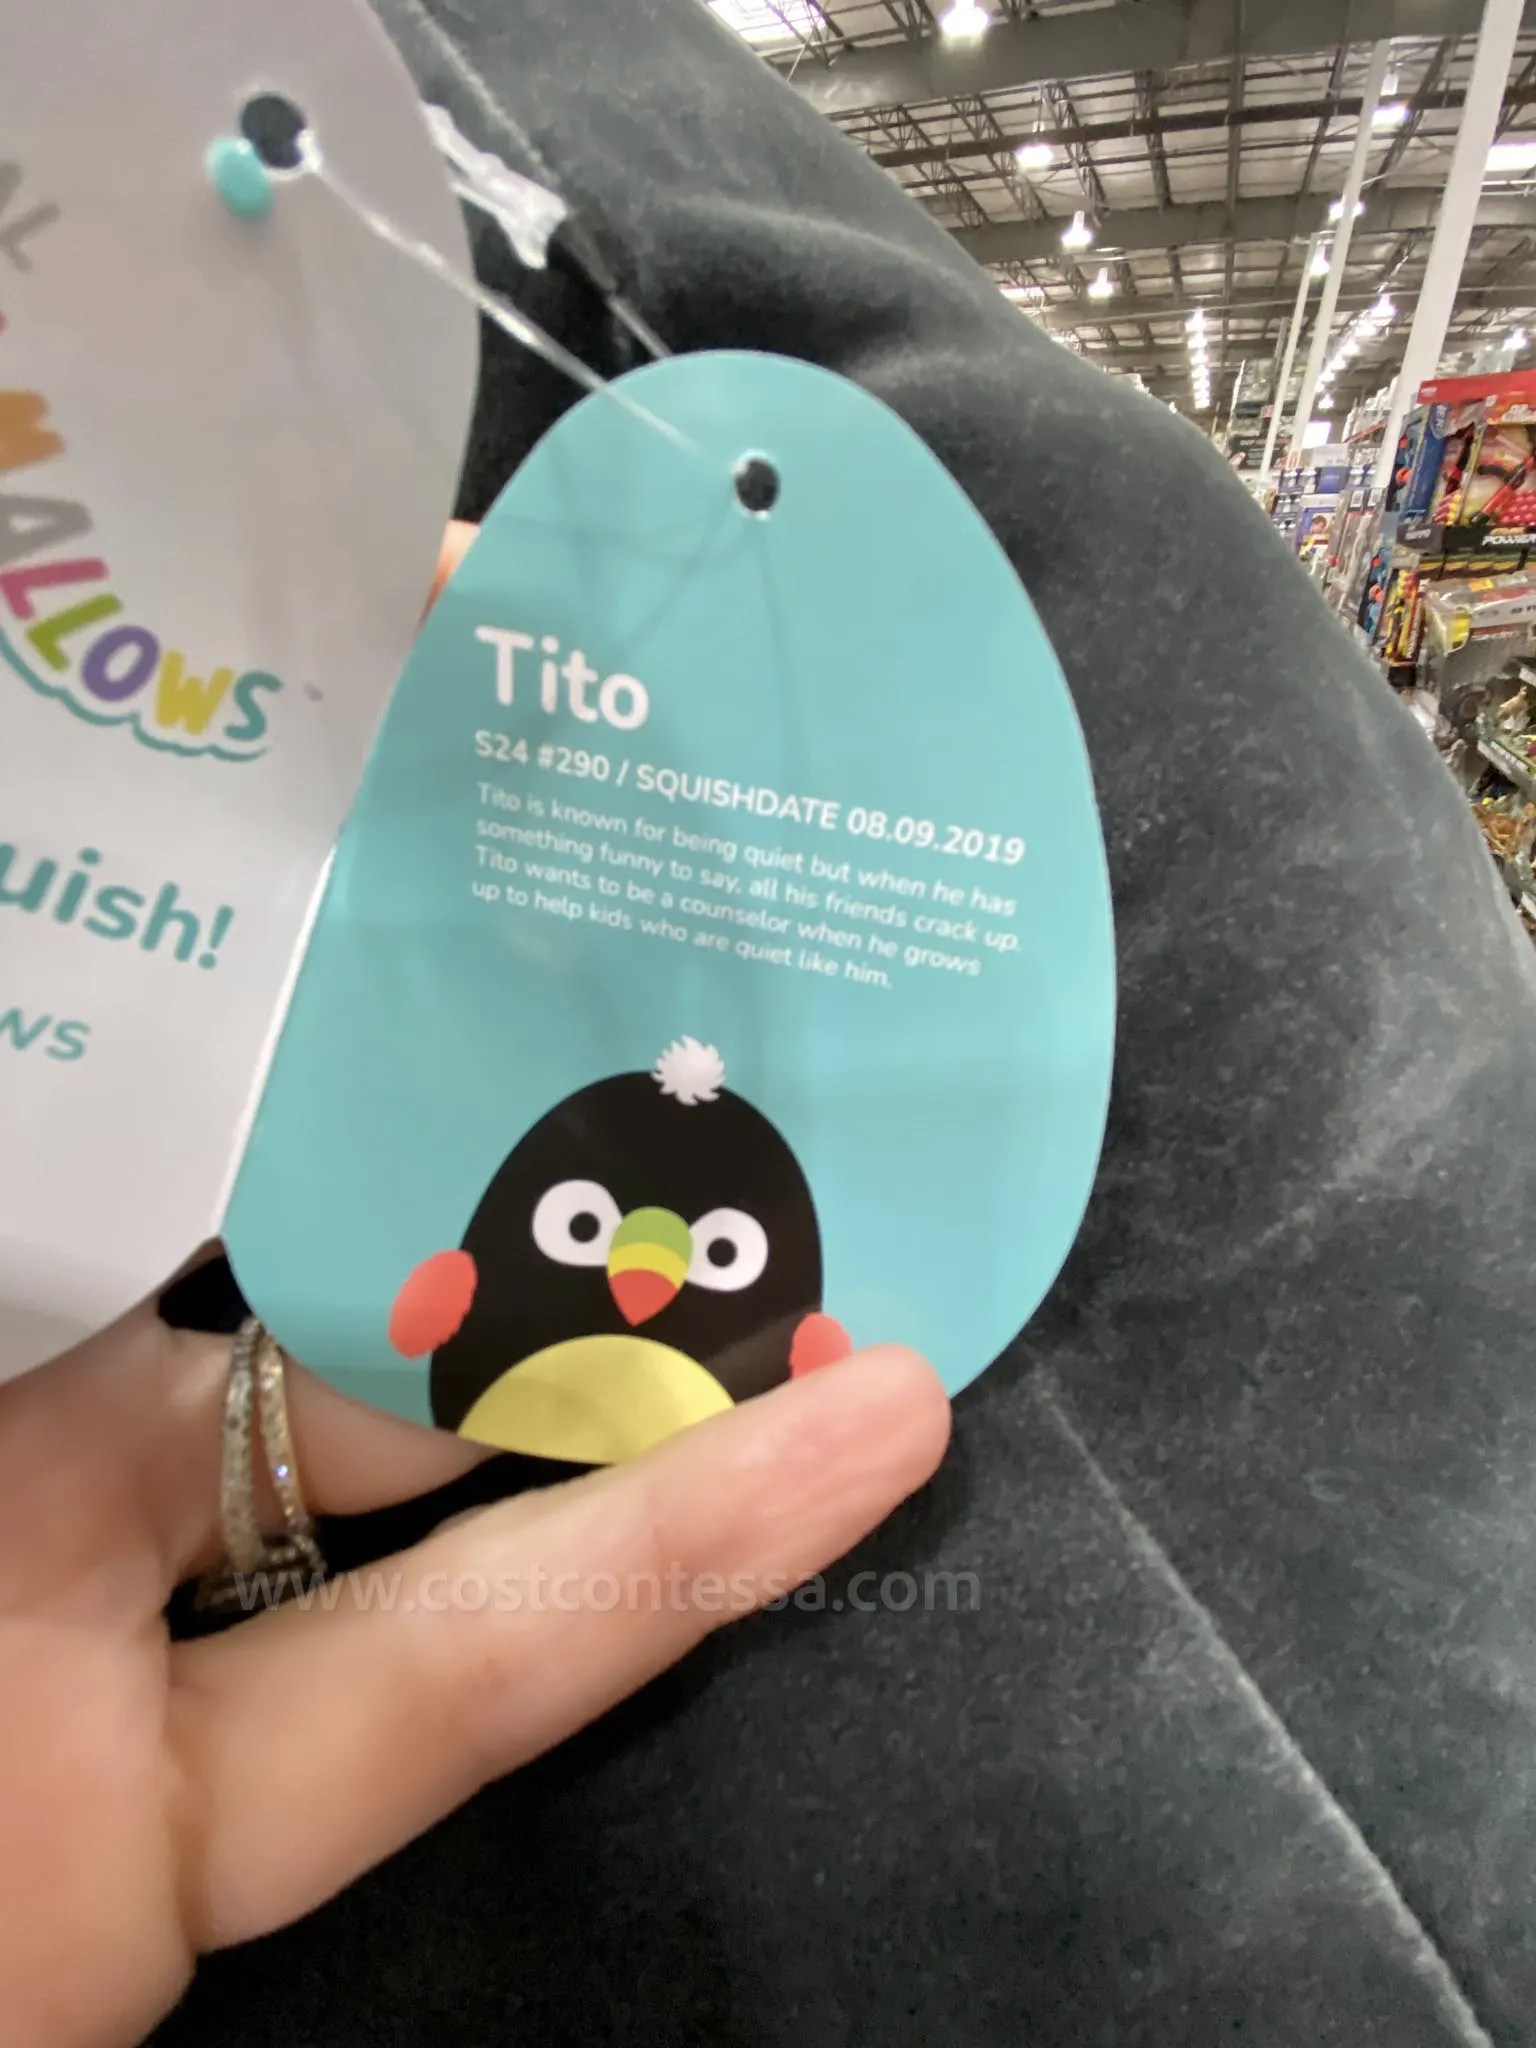 MALLOWS
uish!
WS
Tito
S24 #290 / SQUISHDATE 08.09.2019
Tito is known for being quiet but when he has
something funny to say, all his friends crack up.
Tito wants to be a counselor when he grows
up to help kids who are quiet like him.
POWER
www.costcontessa.com